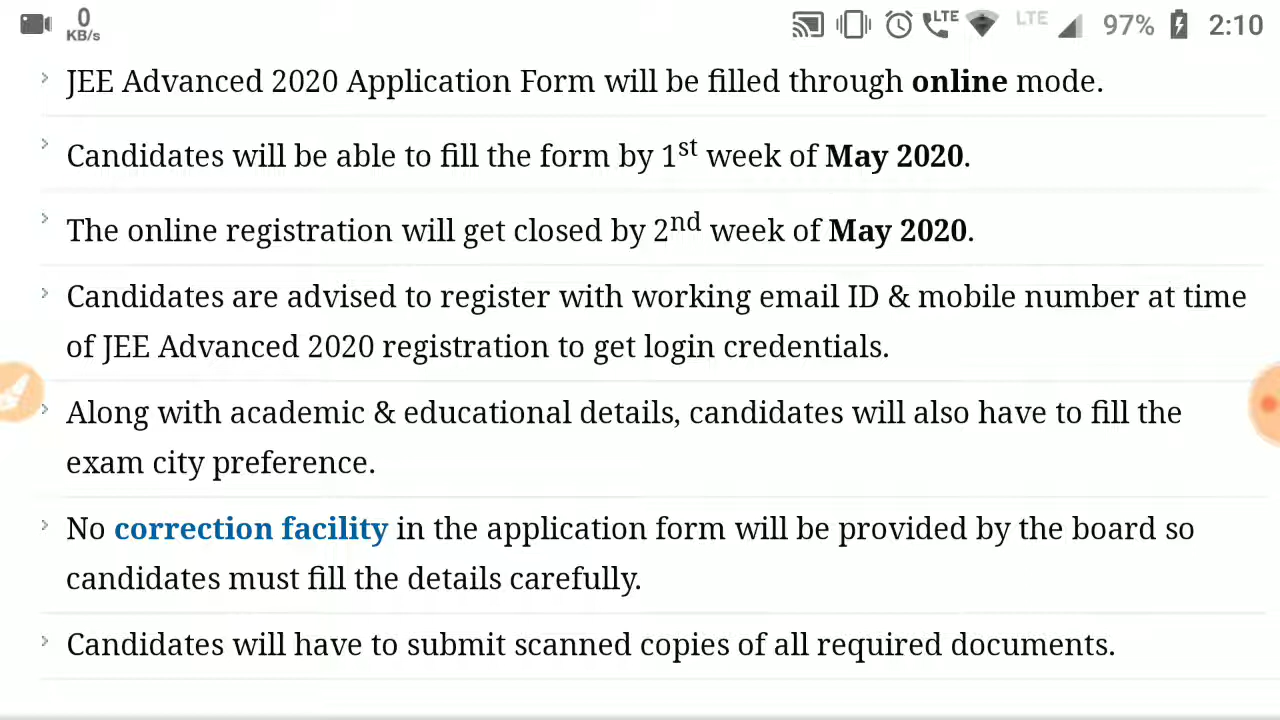 0
KB/s
LTE LTE 97% 2:10
JEE Advanced 2020 Application Form will be filled through online mode.
Candidates will be able to fill the form by 1st week of May 2020.
The online registration will get closed by 2nd week of May 2020.
Candidates are advised to register with working email ID & mobile number at time
of JEE Advanced 2020 registration to get login credentials.
Along with academic & educational details, candidates will also have to fill the
exam city preference.
No correction facility in the application form will be provided by the board so
candidates must fill the details carefully.
Candidates will have to submit scanned copies of all required documents.